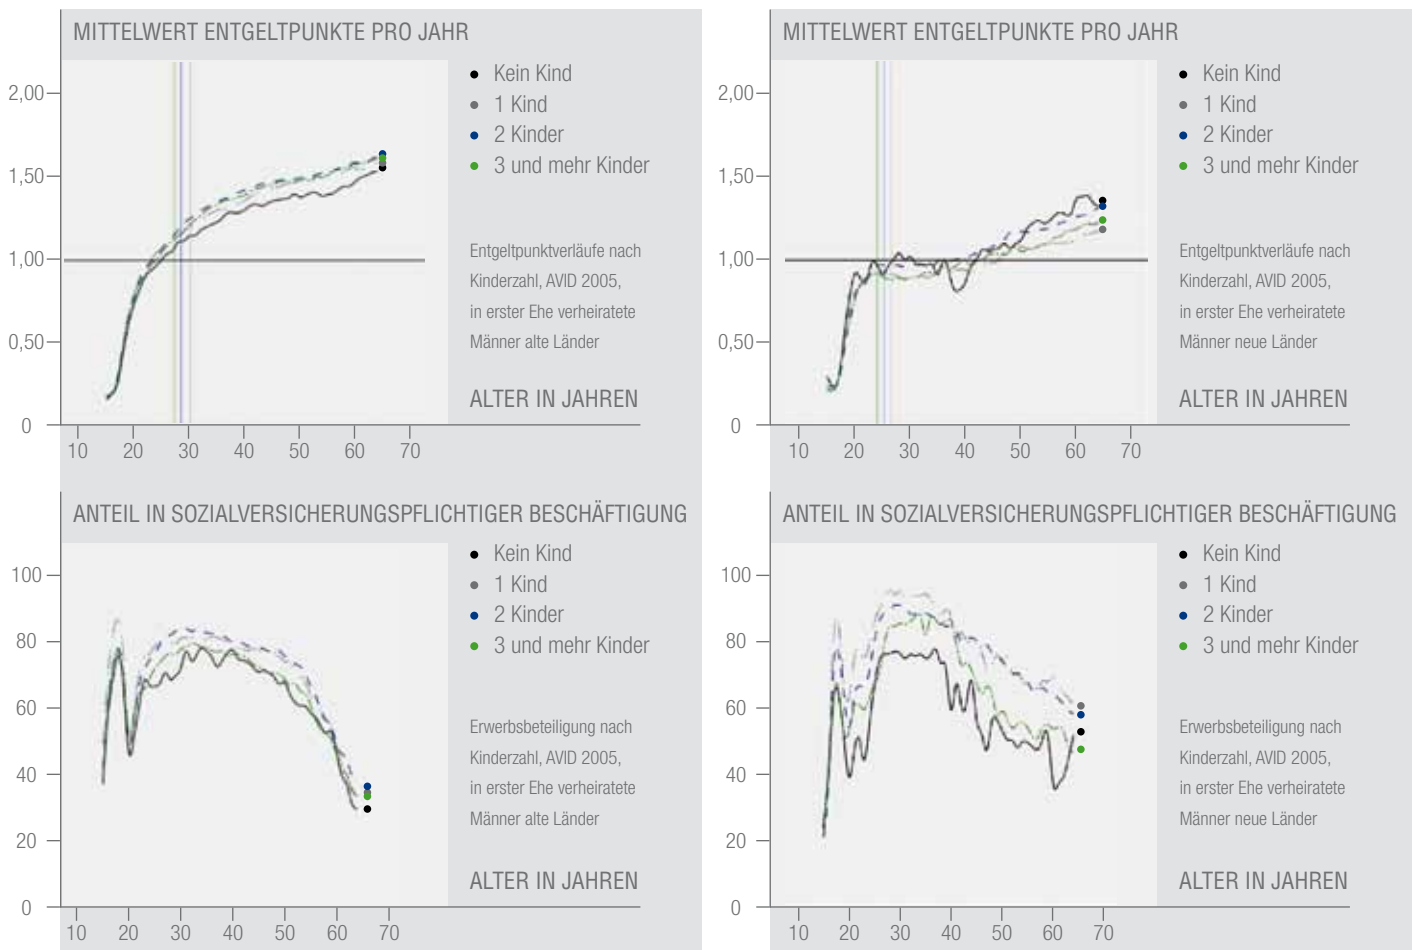 MITTELWERT ENTGELTPUNKTE PRO JAHR
2,00
1,50
1,00
0,50
0
Kein Kind
1 Kind
2 Kinder
3 und mehr Kinder
Entgeltpunktverläufe nach
Kinderzahl, AVID 2005,
in erster Ehe verheiratete
Männer alte Länder
ALTER IN JAHREN
10 20 30 40 50 60 70
MITTELWERT ENTGELTPUNKTE PRO JAHR
2,00
1,50
1,00
0,50
0
Kein Kind
1 Kind
2 Kinder
3 und mehr Kinder
Entgeltpunktverläufe nach
Kinderzahl, AVID 2005,
in erster Ehe verheiratete
Männer neue Länder
ALTER IN JAHREN
10 20 30 40 50 60 70
ANTEIL IN SOZIALVERSICHERUNGSPFLICHTIGER BESCHÄFTIGUNG
100
80
60
40
20
0
Kein Kind
1 Kind
2 Kinder
3 und mehr Kinder
Erwerbsbeteiligung nach
Kinderzahl, AVID 2005,
in erster Ehe verheiratete
Männer alte Länder
ALTER IN JAHREN
10 20 30 40 50 60 70
ANTEIL IN SOZIALVERSICHERUNGSPFLICHTIGER BESCHÄFTIGUNG
100
80
60
40
20
0
Kein Kind
1 Kind
2 Kinder
3 und mehr Kinder
Erwerbsbeteiligung nach
Kinderzahl, AVID 2005,
in erster Ehe verheiratete
Männer neue Länder
ALTER IN JAHREN
10 20 30 40 50 60 70